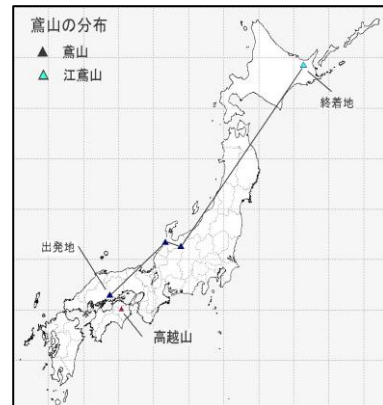 鳶山の分布
▲ 鳶山
▲ 江鳶山
終着地
出発地
高越山